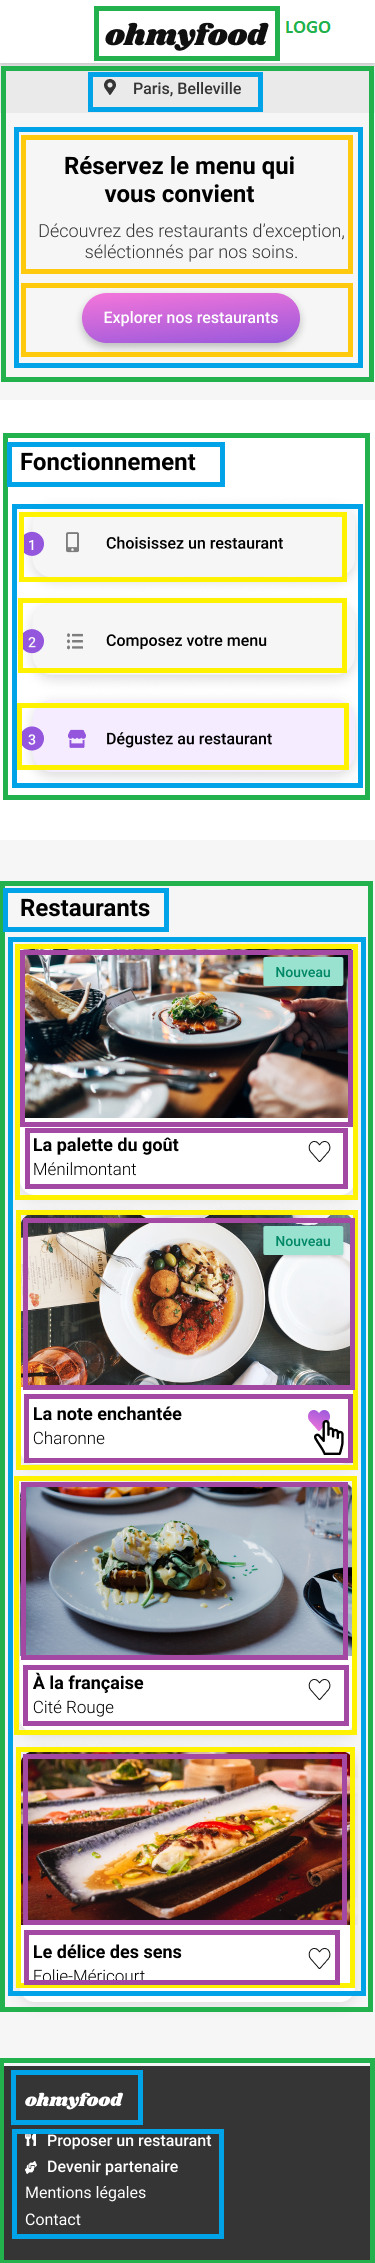 ohmyfood LOGO
Paris, Belleville
Réservez le menu qui
vous convient
Découvrez des restaurants d'exception,
séléctionnés par nos soins.
Explorer nos restaurants
Fonctionnement
1 Choisissez un restaurant
2 Composez votre menu
3 Dégustez au restaurant
Restaurants
Nouveau
La palette du goût
Ménilmontant
Nouveau
La note enchantée
Charonne
À la française
Cité Rouge
Le délice des sens
Folie-Méricourt
ohmyfood
Proposer un restaurant
Devenir partenaire
Mentions légales
Contact